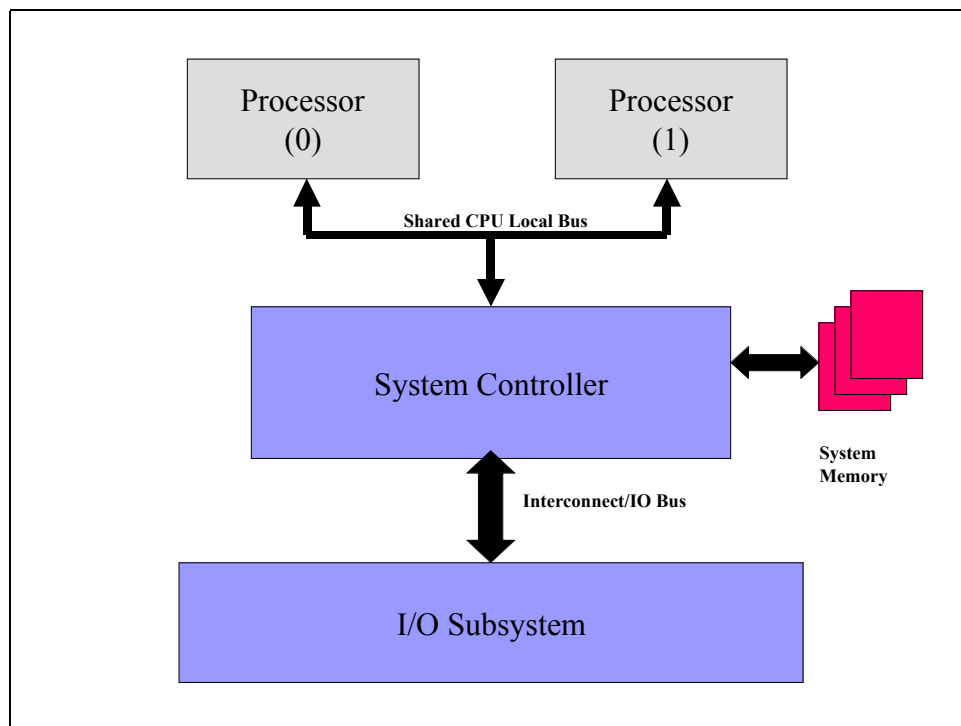 Processor
(0)
Processor
(1)
Shared CPU Local Bus
System Controller
System
Memory
Interconnect/IO Bus
I/O Subsystem